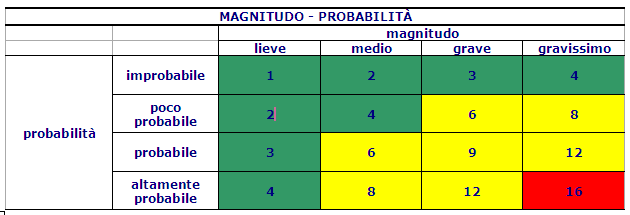 MAGNITUDO - PROBABILITÀ
magnitudo
lieve medio grave gravissimo
improbabile 1 2 3 4
poco
probabile 2 4 6 8
probabilità
probabile 3 6 9 12
altamente
probabile 4 8 12 16